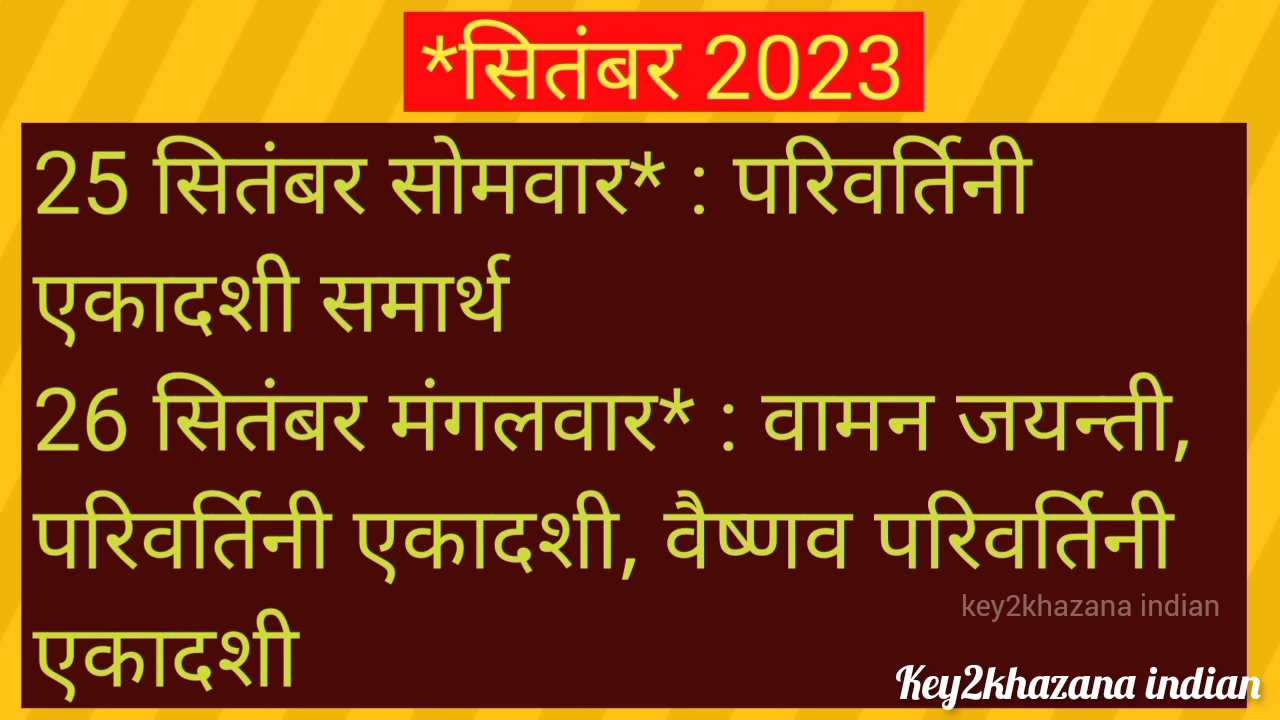 *सितंबर 2023
25 सितंबर सोमवार* : परिवर्तिनी
एकादशी समार्थ
26 सितंबर मंगलवार* : वामन जयन्ती,
परिवर्तिनी एकादशी, वैष्णव परिवर्तिनी
एकादशी
key2khazana indian
Key2khazana indian